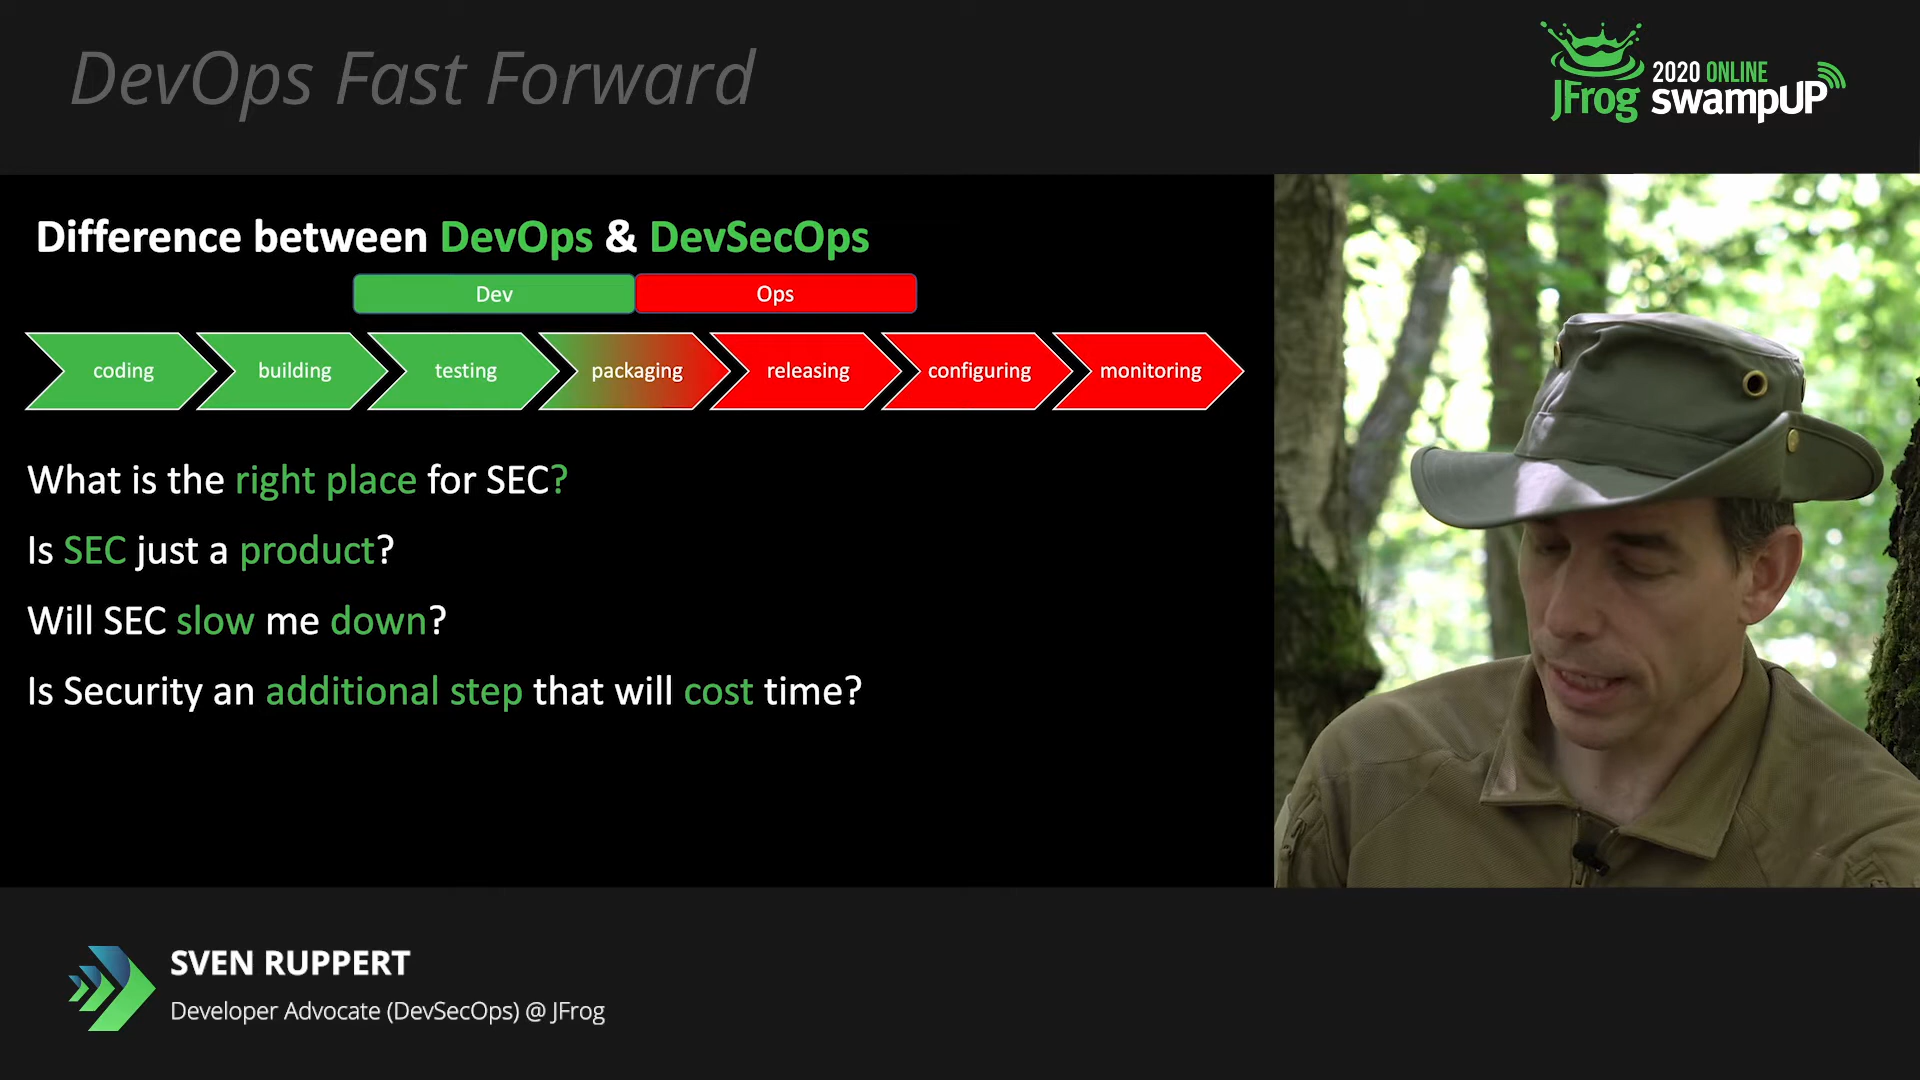 DevOps Fast Forward
JFrog
2020 ONLINE
swampUP
Difference between DevOps & DevSecOps
Dev
Ops
coding
building
testing
packaging
releasing
configuring
monitoring
What is the right place for SEC?
Is SEC just a product?
Will SEC slow me down?
Is Security an additional step that will cost time?
SVEN RUPPERT
Developer Advocate (DevSecOps) @ JFrog